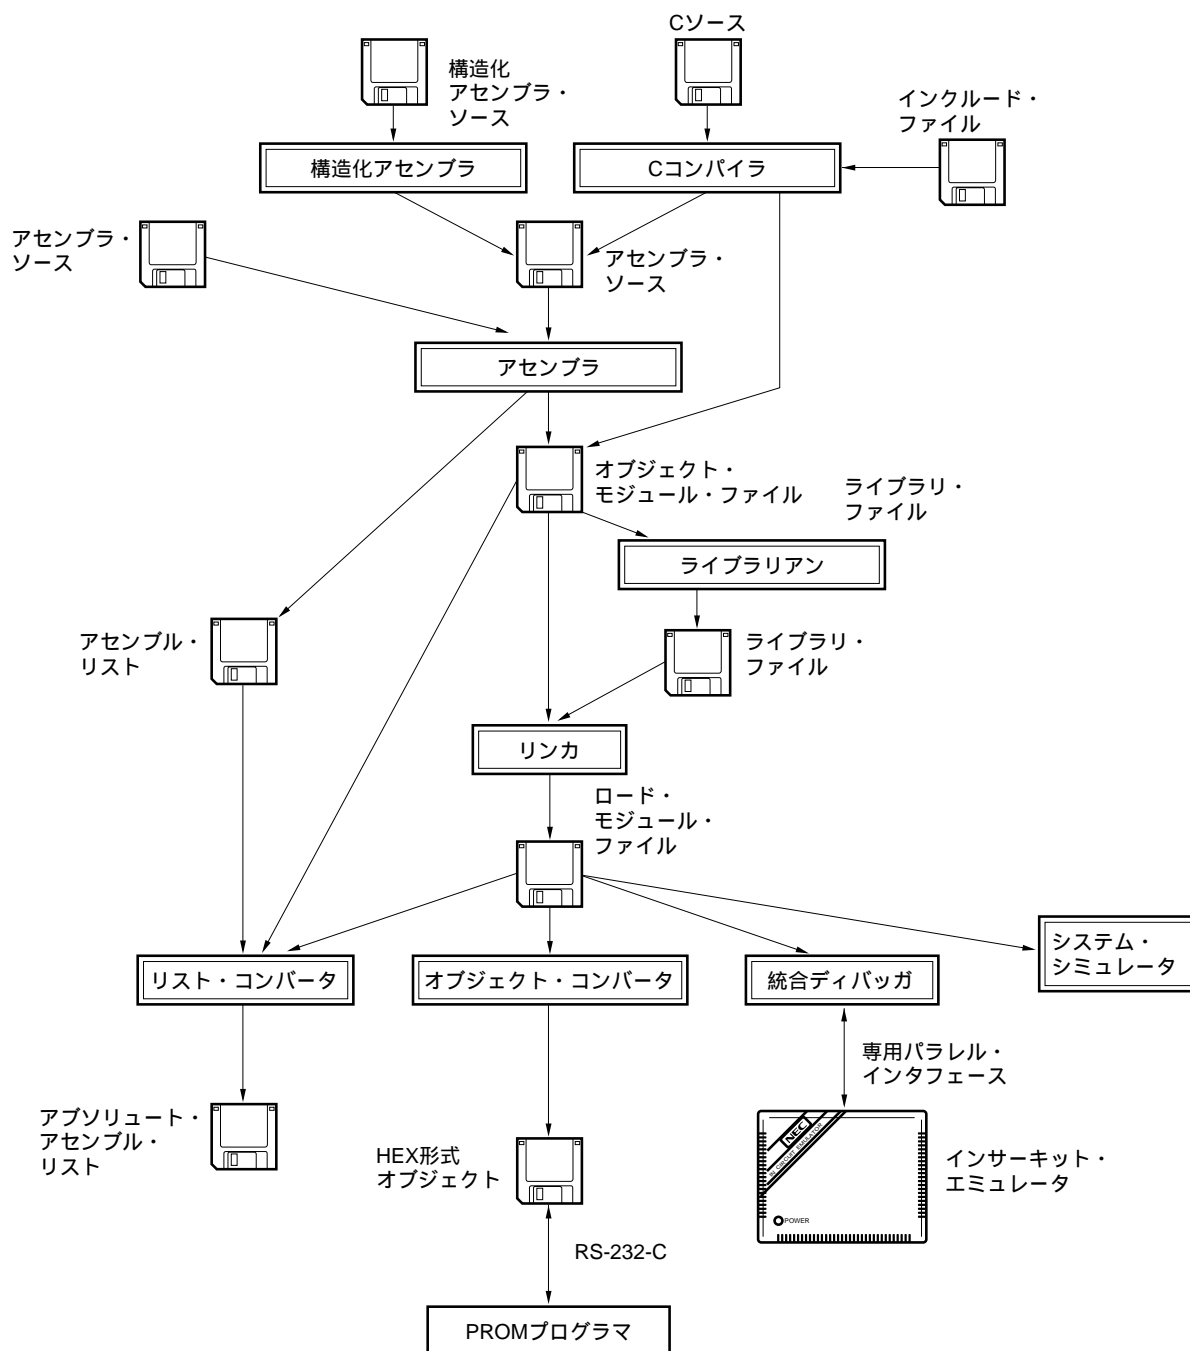 Cソース
構造化
アセンブラ・
ソース
インクルード・
ファイル
構造化アセンブラ
Cコンパイラ
アセンブラ・
ソース
アセンブラ・
ソース
アセンブラ
オブジェクト・
モジュール・ファイル
ライブラリ・
ファイル
ライブラリアン
アセンブル・
リスト
ライブラリ・
ファイル
リンカ
ロード・
モジュール・
ファイル
システム・
シミュレータ
リスト・コンバータ
オブジェクト・コンバータ
統合ディバッガ
専用パラレル・
インタフェース
アブソリュート・
アセンブル・
リスト
HEX形式
オブジェクト
NEC
IN CIRCUIT EMULATOR
POWER
インサーキット・
エミュレータ
RS-232-C
PROMプログラマ